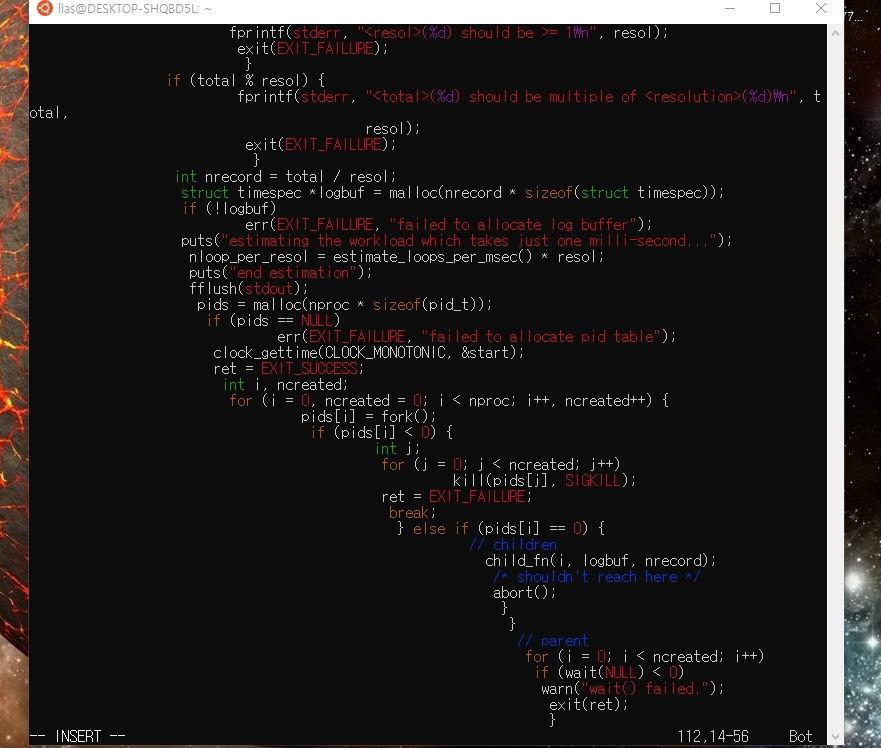 lias@DESKTOP-SHQBD5L: ~
77...
fprintf(stderr, "<resol>(%d) should be >= 1₩n", resol);
exit(EXIT_FAILURE);
}
if (total % resol) {
fprintf(stderr, "<total>(%d) should be multiple of <resolution>(%d)₩n", t
otal,
resol);
exit(EXIT_FAILURE);
}
int nrecord = total / resol;
struct timespec *logbuf = malloc(nrecord * sizeof(struct timespec));
if (!logbuf)
err(EXIT_FAILURE, "failed to allocate log buffer");
puts("estimating the workload which takes just one milli-second...");
nloop_per_resol = estimate_loops_per_msec() * resol;
puts("end estimation");
fflush(stdout);
pids = malloc(nproc * sizeof(pid_t));
if (pids == NULL)
err(EXIT_FAILURE, "failed to allocate pid table");
clock_gettime(CLOCK_MONOTONIC, &start);
ret = EXIT_SUCCESS;
int i, ncreated;
for (i = 0, ncreated = 0; i < nproc; i++, ncreated++) {
pids[i] = fork();
if (pids[i] < 0) {
int j;
for (j = 0; j < ncreated; j++)
kill(pids[j], SIGKILL);
ret = EXIT_FAILURE;
break;
} else if (pids[i] == 0) {
// children
child_fn(i, logbuf, nrecord);
/* shouldn't reach here */
abort();
}
}
// parent
for (i = 0; i < ncreated; i++)
if (wait(NULL) < 0)
warn("wait() failed.");
exit(ret);
}
-- INSERT -- 112,14-56 Bot